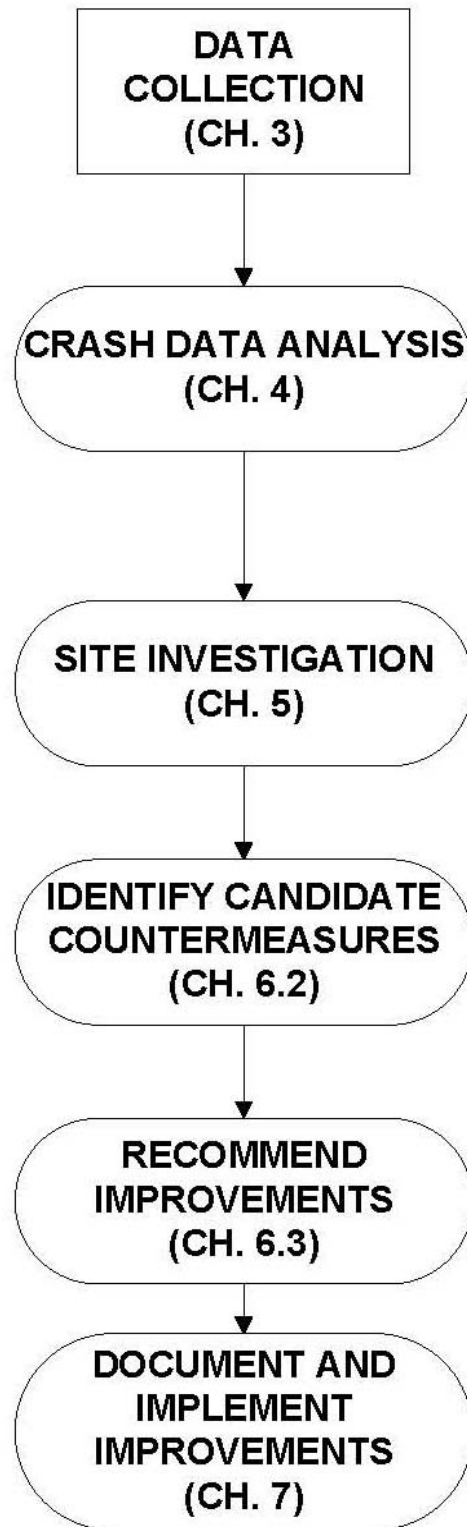 DATA
COLLECTION
(CH. 3)
CRASH DATA ANALYSIS
(CH. 4)
SITE INVESTIGATION
(CH. 5)
IDENTIFY CANDIDATE
COUNTERMEASURES
(CH. 6.2)
RECOMMEND
IMPROVEMENTS
(CH. 6.3)
DOCUMENT AND
IMPLEMENT
IMPROVEMENTS
(CH. 7)